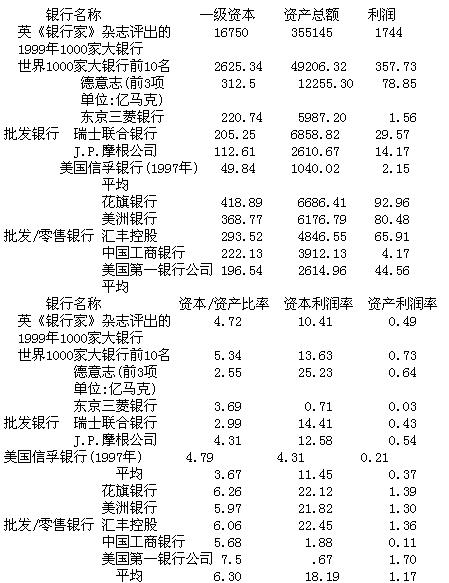 银行名称 一级资本 资产总额 利润
英《银行家》杂志评出的 16750 355145 1744
1999年1000家大银行
世界1000家大银行前10名 2625.34 49206.32 357.73
德意志(前3项 312.5 12255.30 78.85
单位:亿马克)
东京三菱银行 220.74 5987.20 1.56
批发银行 瑞士联合银行 205.25 6858.82 29.57
J.P.摩根公司 112.61 2610.67 14.17
美国信孚银行(1997年) 49.84 1040.02 2.15
平均
花旗银行 418.89 6686.41 92.96
美洲银行 368.77 6176.79 80.48
批发/零售银行 汇丰控股 293.52 4846.55 65.91
中国工商银行 222.13 3912.13 4.17
美国第一银行公司 196.54 2614.96 44.56
平均
银行名称 资本/资产比率 资本利润率 资产利润率
英《银行家》杂志评出的 4.72 10.41 0.49
1999年1000家大银行
世界1000家大银行前10名 5.34 13.63 0.73
德意志(前3项 2.55 25.23 0.64
单位:亿马克)
东京三菱银行 3.69 0.71 0.03
批发银行 瑞士联合银行 2.99 14.41 0.43
J.P.摩根公司 4.31 12.58 0.54
美国信孚银行(1997年) 4.79 4.31 0.21
平均 3.67 11.45 0.37
花旗银行 6.26 22.12 1.39
美洲银行 5.97 21.82 1.30
批发/零售银行 汇丰控股 6.06 22.45 1.36
中国工商银行 5.68 1.88 0.11
美国第一银行公司 7.5 .67 1.70
平均 6.30 18.19 1.17